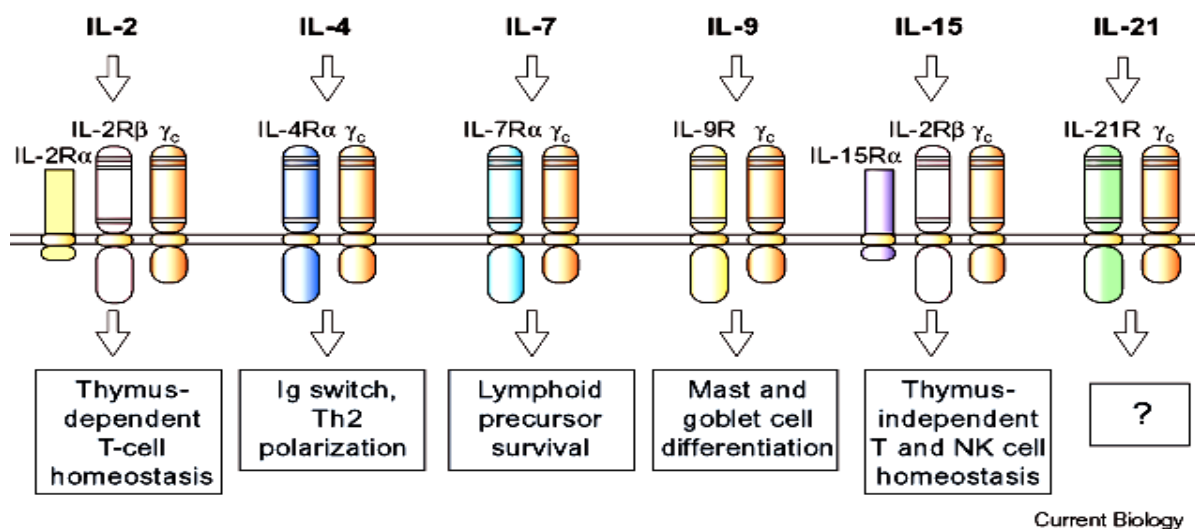 IL-2 IL-4 IL-7 IL-9 IL-15 IL-21
IL-2Rβ γc IL-4Rα γc IL-7Rα γc IL-9R γc IL-2Rβ γc IL-21R γc
IL-2Rα IL-15Rα
Thymus-
dependent
T-cell
homeostasis
Ig switch,
Th2
polarization
Lymphoid
precursor
survival
Mast and
goblet cell
differentiation
Thymus-
independent
T and NK cell
homeostasis
?
Current Biology